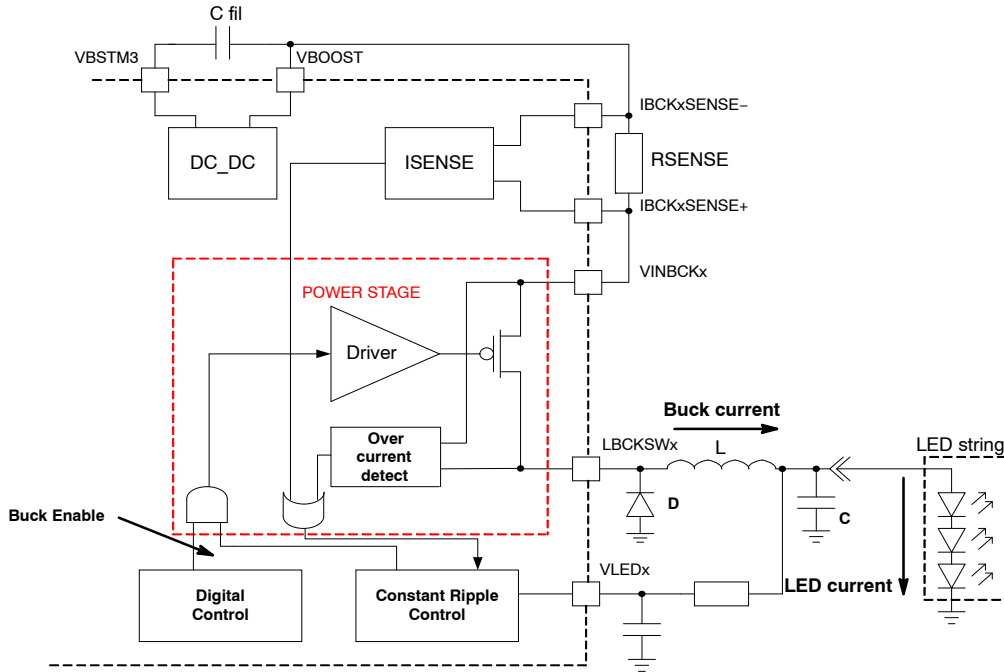 C fil
VBSTM3
VBOOST
IBCKxSENSE−
DC_DC
ISENSE
RSENSE
IBCKxSENSE+
VINBCKx
POWER STAGE
Driver
Buck current
Over
current
detect
LBCKSWx
L
LED string
D
C
Buck Enable
VLEDx
LED current
Digital
Control
Constant Ripple
Control